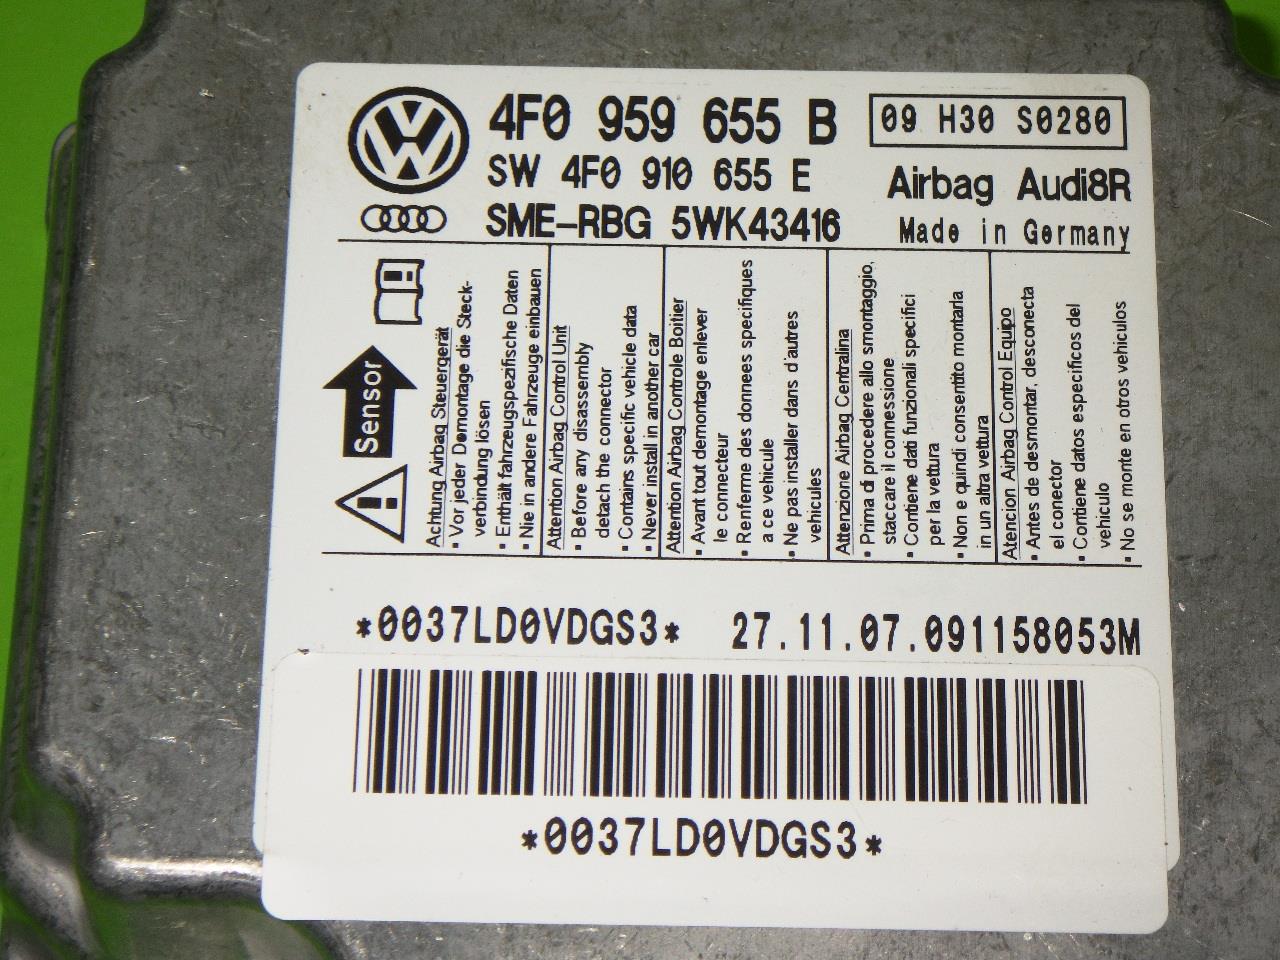 4F0 959 655 B
09 H30 S0280
SW 4F0 910 655 E
Airbag Audi8R
SME-RBG 5WK43416
Made in Germany
Sensor
Achtung Airbag Steuergerät
▪ Vor jeder Demontage die Steck-
verbindung lösen
▪ Enthält fahrzeugspezifische Daten
▪ Nie in andere Fahrzeuge einbauen
Attention Airbag Control Unit
▪ Before any disassembly
detach the connector
▪ Contains specific vehicle data
▪ Never install in another car
Attention Airbag Controle Boitier
▪ Avant tout demontage enlever
le connecteur
▪ Renferme des donnees specifiques
a ce vehicule
▪ Ne pas installer dans d'autres
vehicules
Attenzione Airbag Centralina
▪ Prima di procedere allo smontaggio,
staccare il connessione
▪ Contiene dati funzionali specifici
per la vettura
▪ Non e quindi consentito montarla
in un altra vettura
Atencion Airbag Control Equipo
▪ Antes de desmontar, desconecta
el conector
▪ Contiene datos especificos del
vehiculo
▪ No se monte en otros vehiculos
*0037LD0VDGS3* 27.11.07.091158053M
*0037LD0VDGS3*